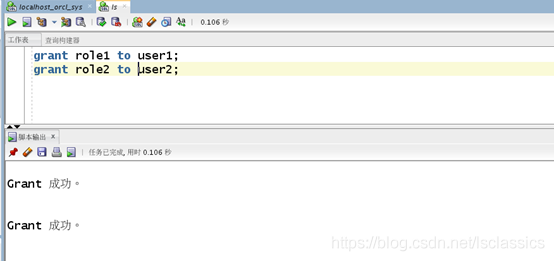 localhost_orcl_sys ls
0.106 秒
工作表 查询构建器
grant role1 to user1;
grant role2 to user2;
脚本输出 x
任务已完成, 用时 0.106 秒
Grant 成功。
Grant 成功。
https://blog.csdn.net/lsclassics